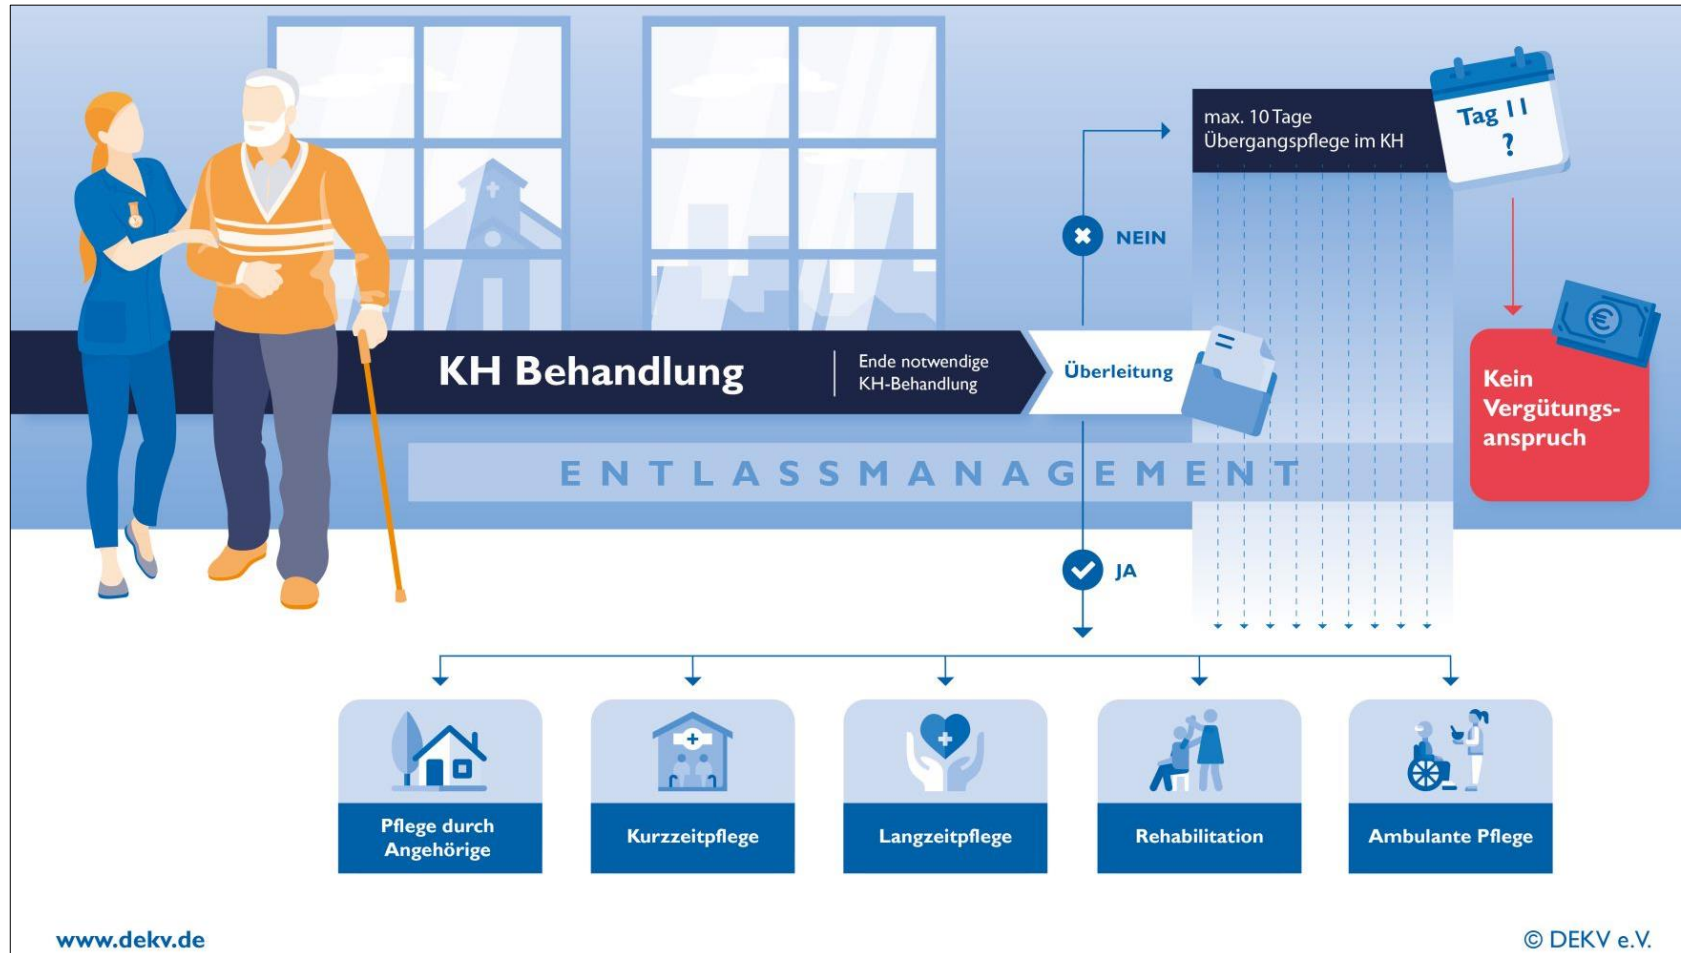 max. 10 Tage
Übergangspflege im KH
Tag 11
?
NEIN
KH Behandlung
Ende notwendige
KH-Behandlung
Überleitung
€
Kein
Vergütungs-
anspruch
ENTLASSMANAGEMENT
JA
Pflege durch
Angehörige
Kurzzeitpflege
Langzeitpflege
Rehabilitation
Ambulante Pflege
www.dekv.de
© DEKV e.V.